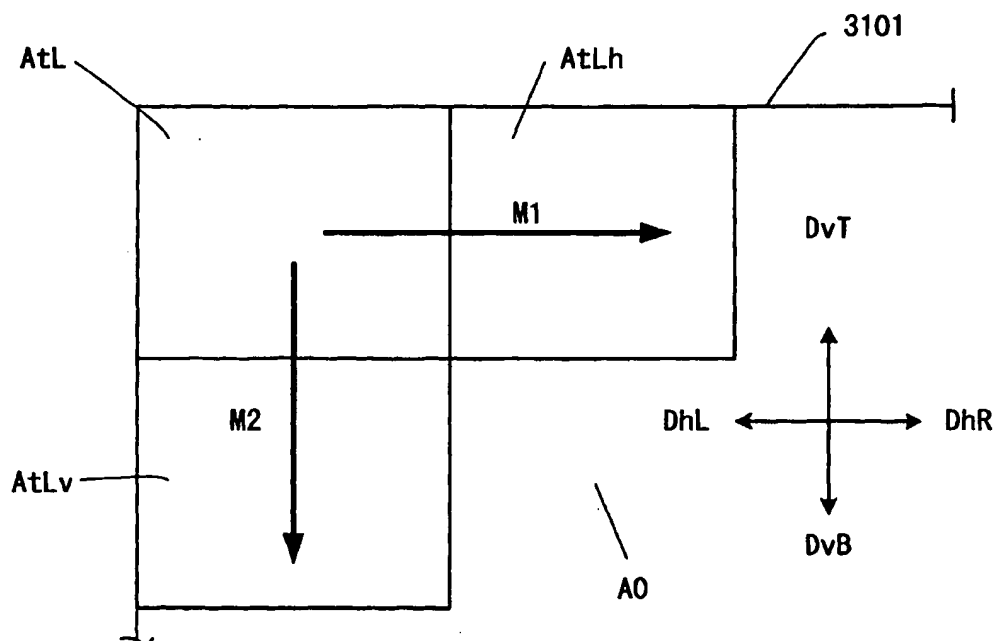 3101
AtL
AtLh
M1
DvT
M2
DhL
DhR
AtLv
DvB
A0